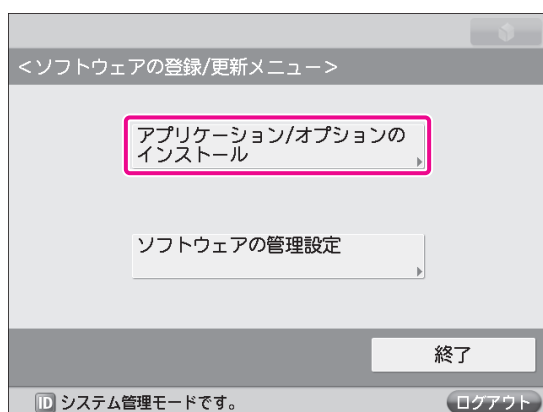 <ソフトウェアの登録/更新メニュー>
アプリケーション/オプションの
インストール
ソフトウェアの管理設定
終了
ID システム管理モードです。
ログアウト